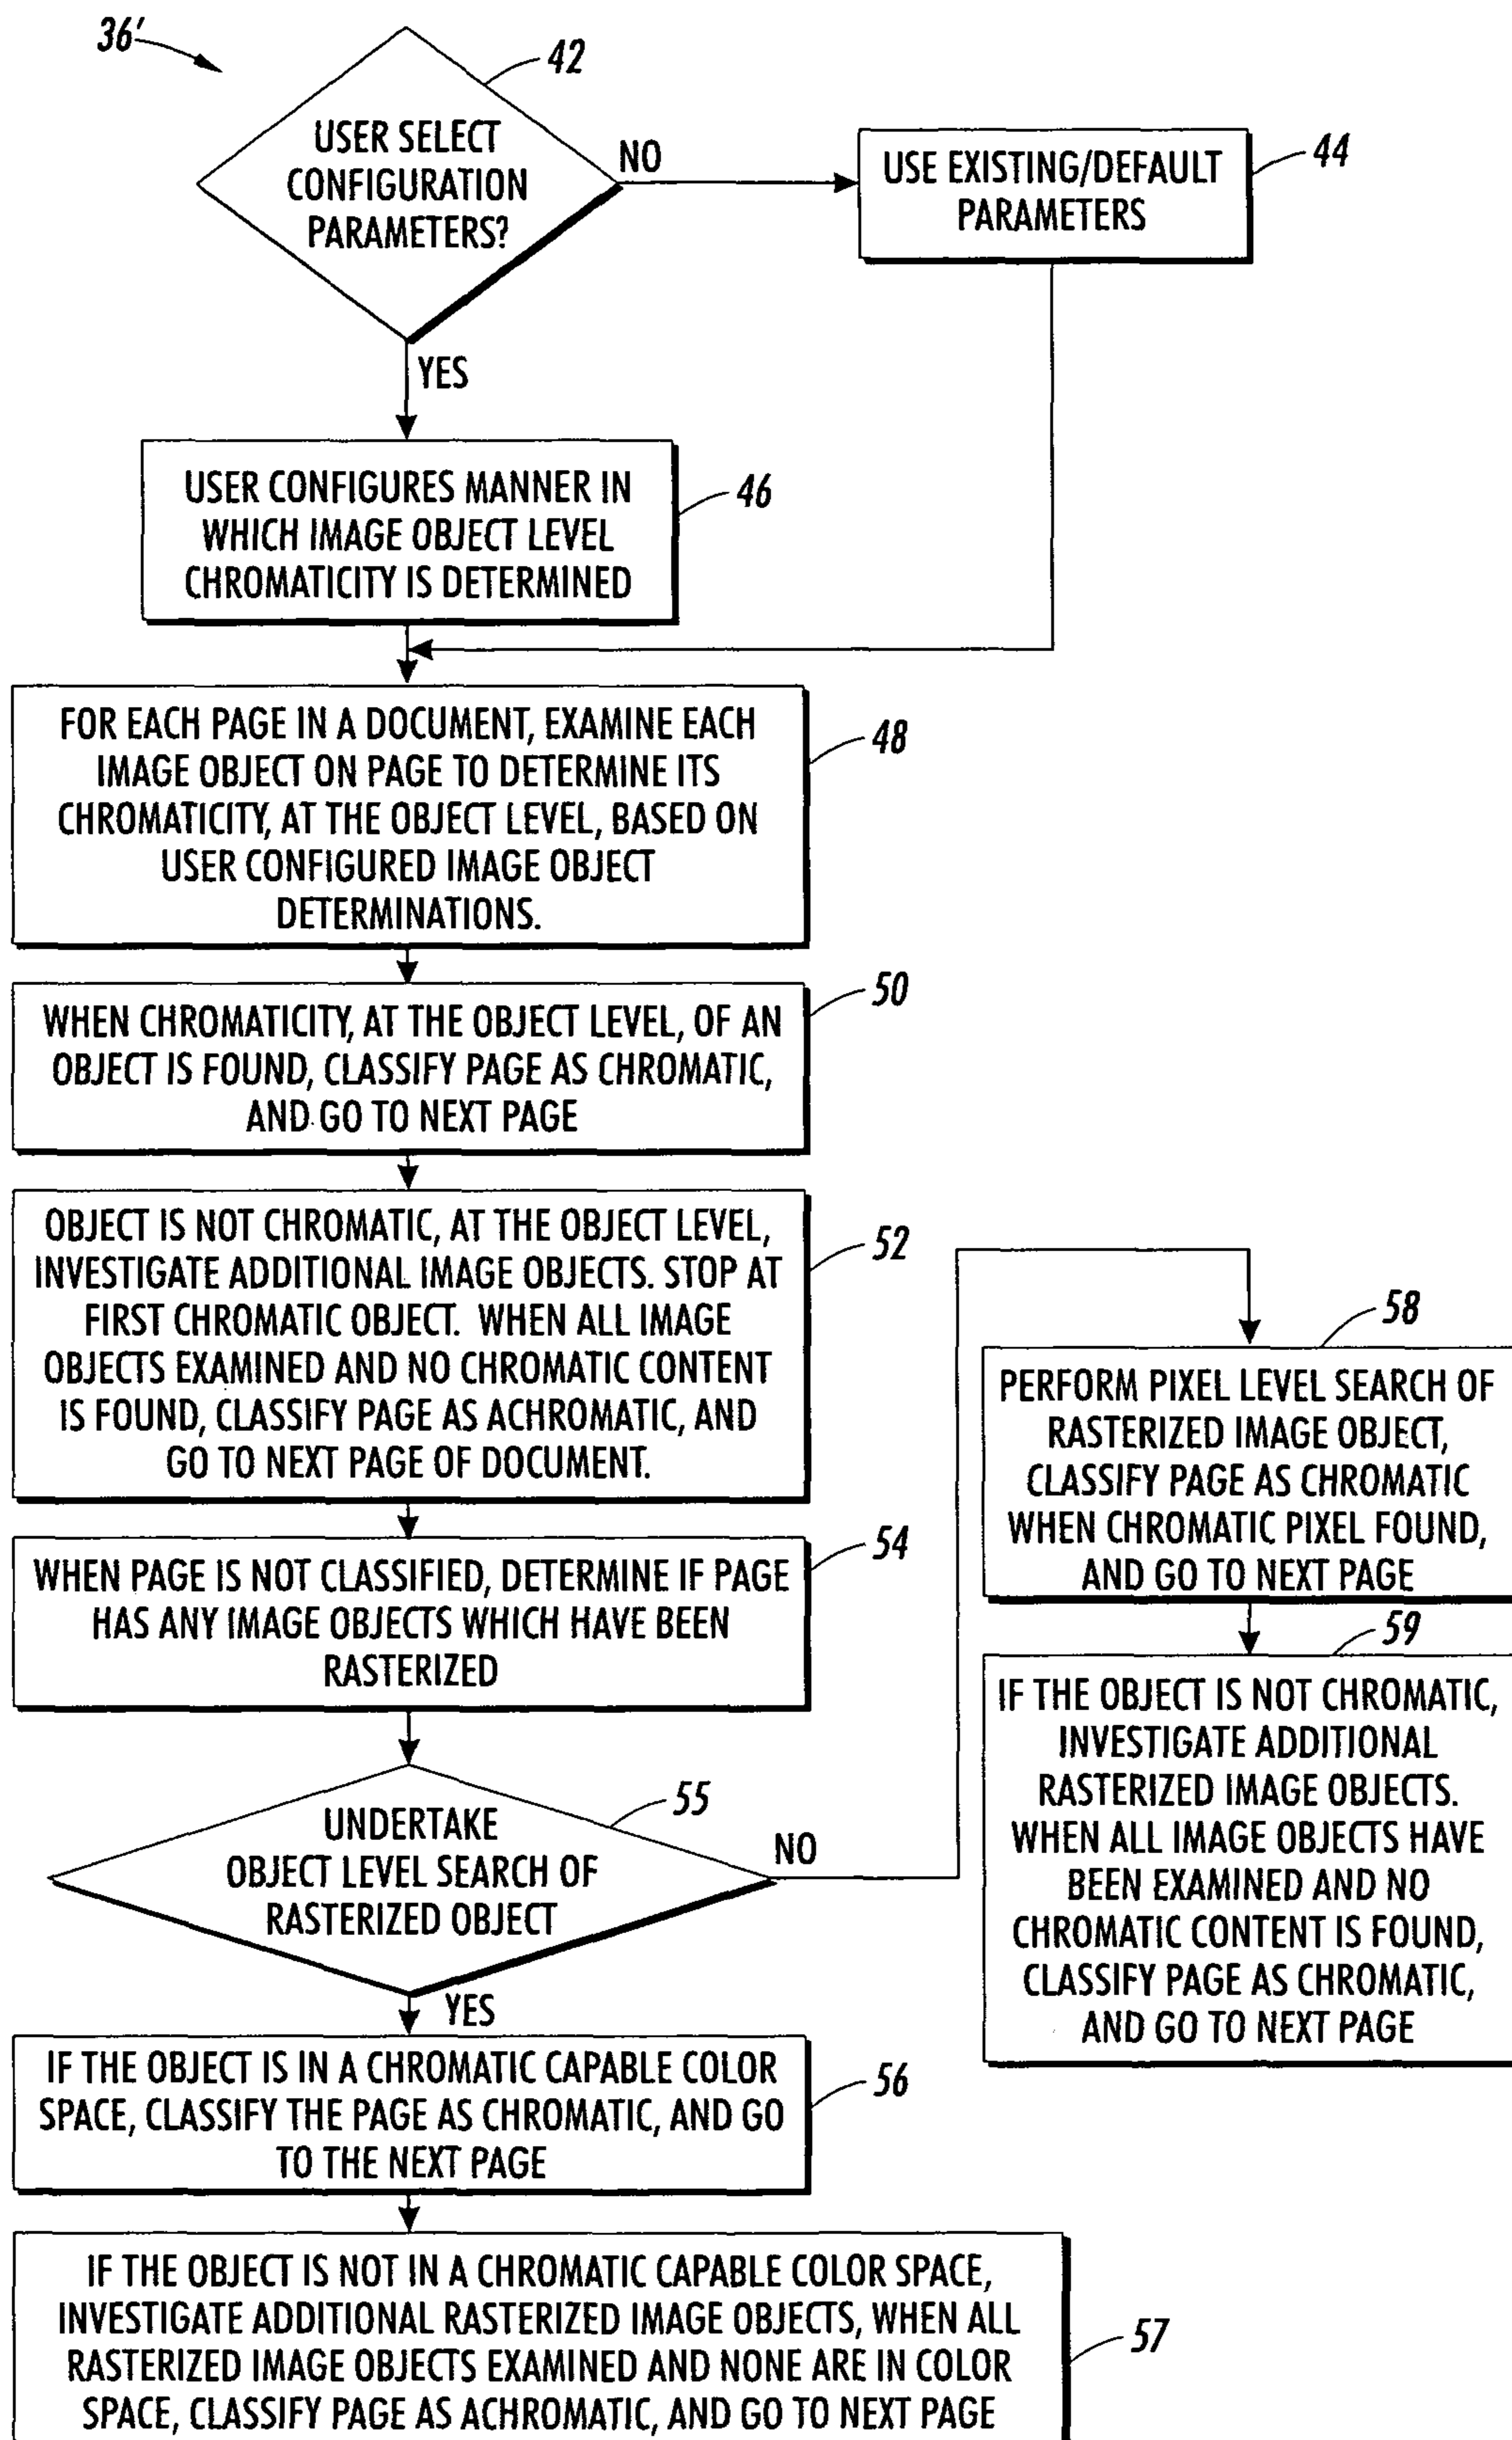 36'
42
USER SELECT
CONFIGURATION
PARAMETERS?
NO
44
USE EXISTING/DEFAULT
PARAMETERS
YES
46
USER CONFIGURES MANNER IN
WHICH IMAGE OBJECT LEVEL
CHROMATICITY IS DETERMINED
48
FOR EACH PAGE IN A DOCUMENT, EXAMINE EACH
IMAGE OBJECT ON PAGE TO DETERMINE ITS
CHROMATICITY, AT THE OBJECT LEVEL, BASED ON
USER CONFIGURED IMAGE OBJECT
DETERMINATIONS.
50
WHEN CHROMATICITY, AT THE OBJECT LEVEL, OF AN
OBJECT IS FOUND, CLASSIFY PAGE AS CHROMATIC,
AND GO TO NEXT PAGE
52
OBJECT IS NOT CHROMATIC, AT THE OBJECT LEVEL,
INVESTIGATE ADDITIONAL IMAGE OBJECTS. STOP AT
FIRST CHROMATIC OBJECT. WHEN ALL IMAGE
OBJECTS EXAMINED AND NO CHROMATIC CONTENT
IS FOUND, CLASSIFY PAGE AS ACHROMATIC, AND
GO TO NEXT PAGE OF DOCUMENT.
54
WHEN PAGE IS NOT CLASSIFIED, DETERMINE IF PAGE
HAS ANY IMAGE OBJECTS WHICH HAVE BEEN
RASTERIZED
55
UNDERTAKE
OBJECT LEVEL SEARCH OF
RASTERIZED OBJECT
NO
58
PERFORM PIXEL LEVEL SEARCH OF
RASTERIZED IMAGE OBJECT,
CLASSIFY PAGE AS CHROMATIC
WHEN CHROMATIC PIXEL FOUND,
AND GO TO NEXT PAGE
59
IF THE OBJECT IS NOT CHROMATIC,
INVESTIGATE ADDITIONAL
RASTERIZED IMAGE OBJECTS.
WHEN ALL IMAGE OBJECTS HAVE
BEEN EXAMINED AND NO
CHROMATIC CONTENT IS FOUND,
CLASSIFY PAGE AS CHROMATIC,
AND GO TO NEXT PAGE
YES
56
IF THE OBJECT IS IN A CHROMATIC CAPABLE COLOR
SPACE, CLASSIFY THE PAGE AS CHROMATIC, AND GO
TO THE NEXT PAGE
57
IF THE OBJECT IS NOT IN A CHROMATIC CAPABLE COLOR SPACE,
INVESTIGATE ADDITIONAL RASTERIZED IMAGE OBJECTS, WHEN ALL
RASTERIZED IMAGE OBJECTS EXAMINED AND NONE ARE IN COLOR
SPACE, CLASSIFY PAGE AS ACHROMATIC, AND GO TO NEXT PAGE